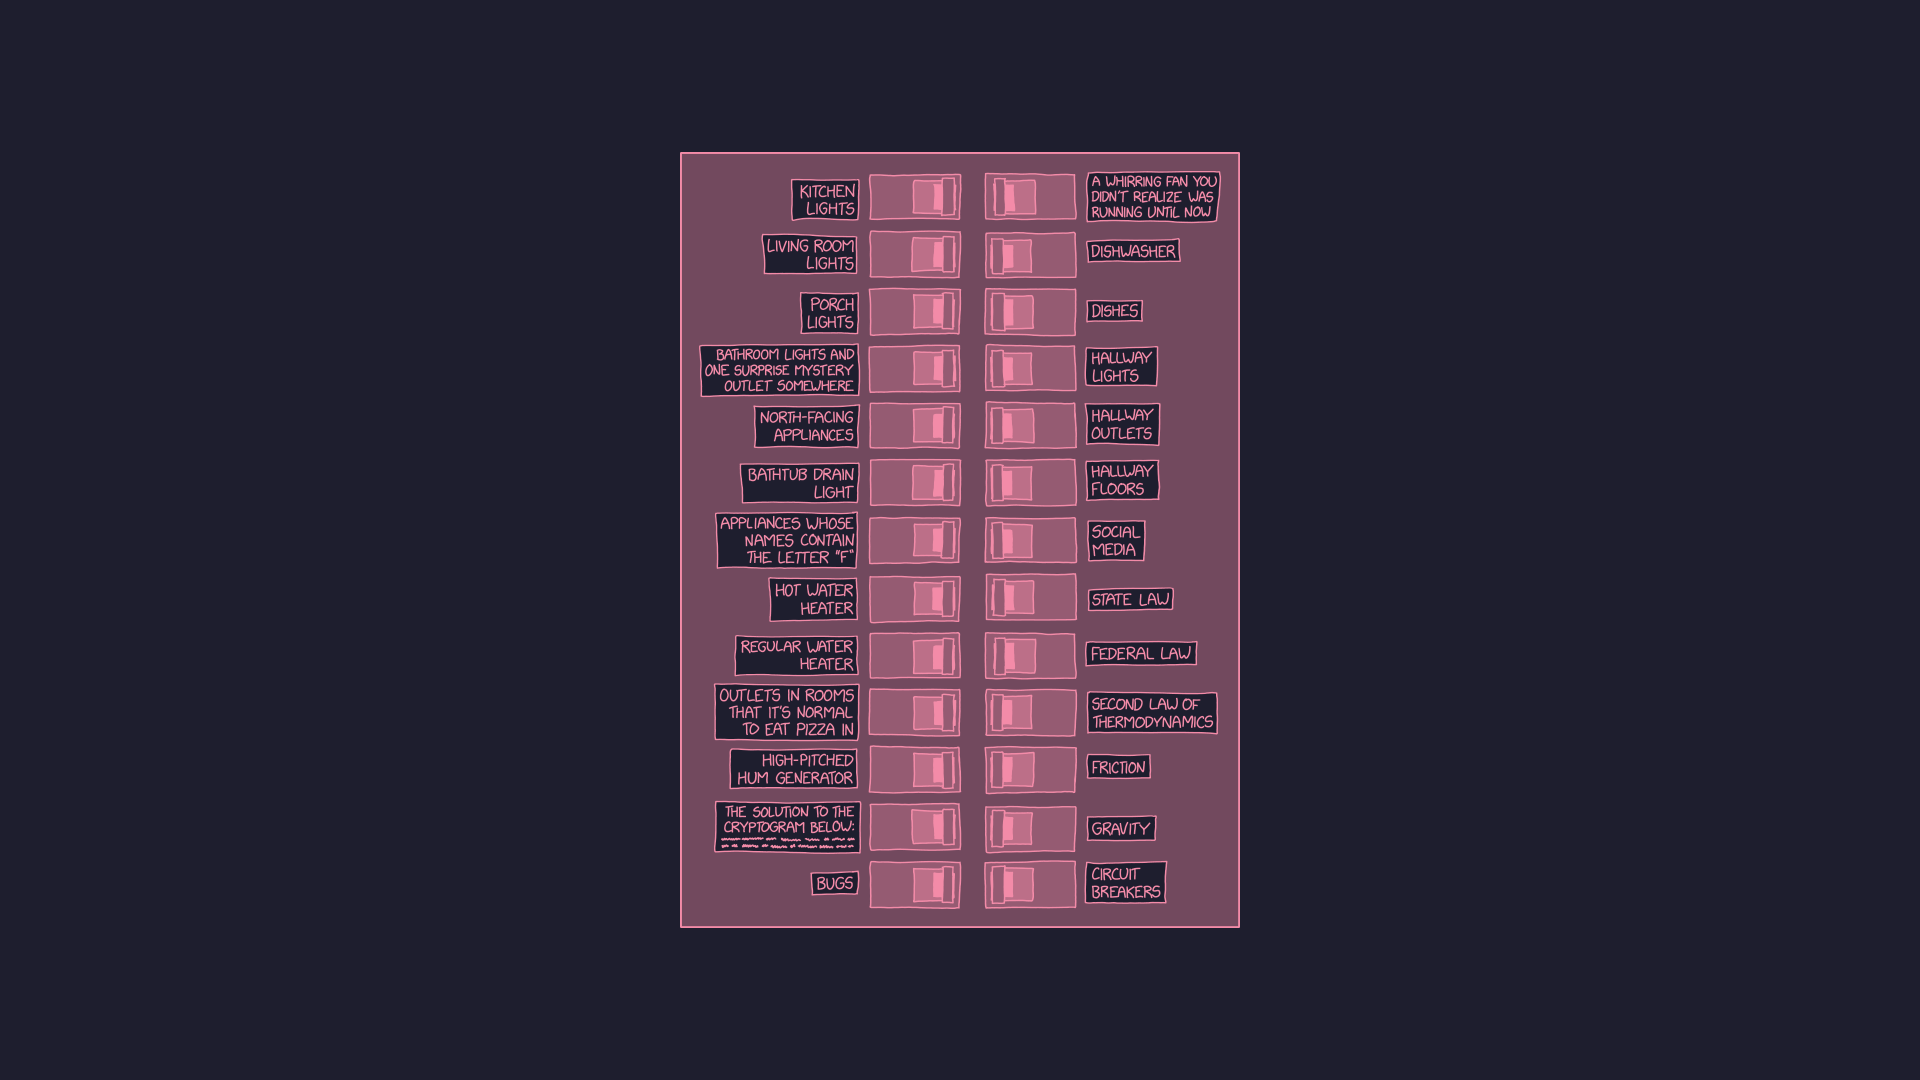 KITCHEN
LIGHTS
LIVING ROOM
LIGHTS
PORCH
LIGHTS
BATHROOM LIGHTS AND
ONE SURPRISE MYSTERY
OUTLET SOMEWHERE
NORTH-FACING
APPLIANCES
BATHTUB DRAIN
LIGHT
APPLIANCES WHOSE
NAMES CONTAIN
THE LETTER "F"
HOT WATER
HEATER
REGULAR WATER
HEATER
OUTLETS IN ROOMS
THAT IT'S NORMAL
TO EAT PIZZA IN
HIGH-PITCHED
HUM GENERATOR
THE SOLUTION TO THE
CRYPTOGRAM BELOW:
BUGS
A WHIRRING FAN YOU
DIDN'T REALIZE WAS
RUNNING UNTIL NOW
DISHWASHER
DISHES
HALLWAY
LIGHTS
HALLWAY
OUTLETS
HALLWAY
FLOORS
SOCIAL
MEDIA
STATE LAW
FEDERAL LAW
SECOND LAW OF
THERMODYNAMICS
FRICTION
GRAVITY
CIRCUIT
BREAKERS